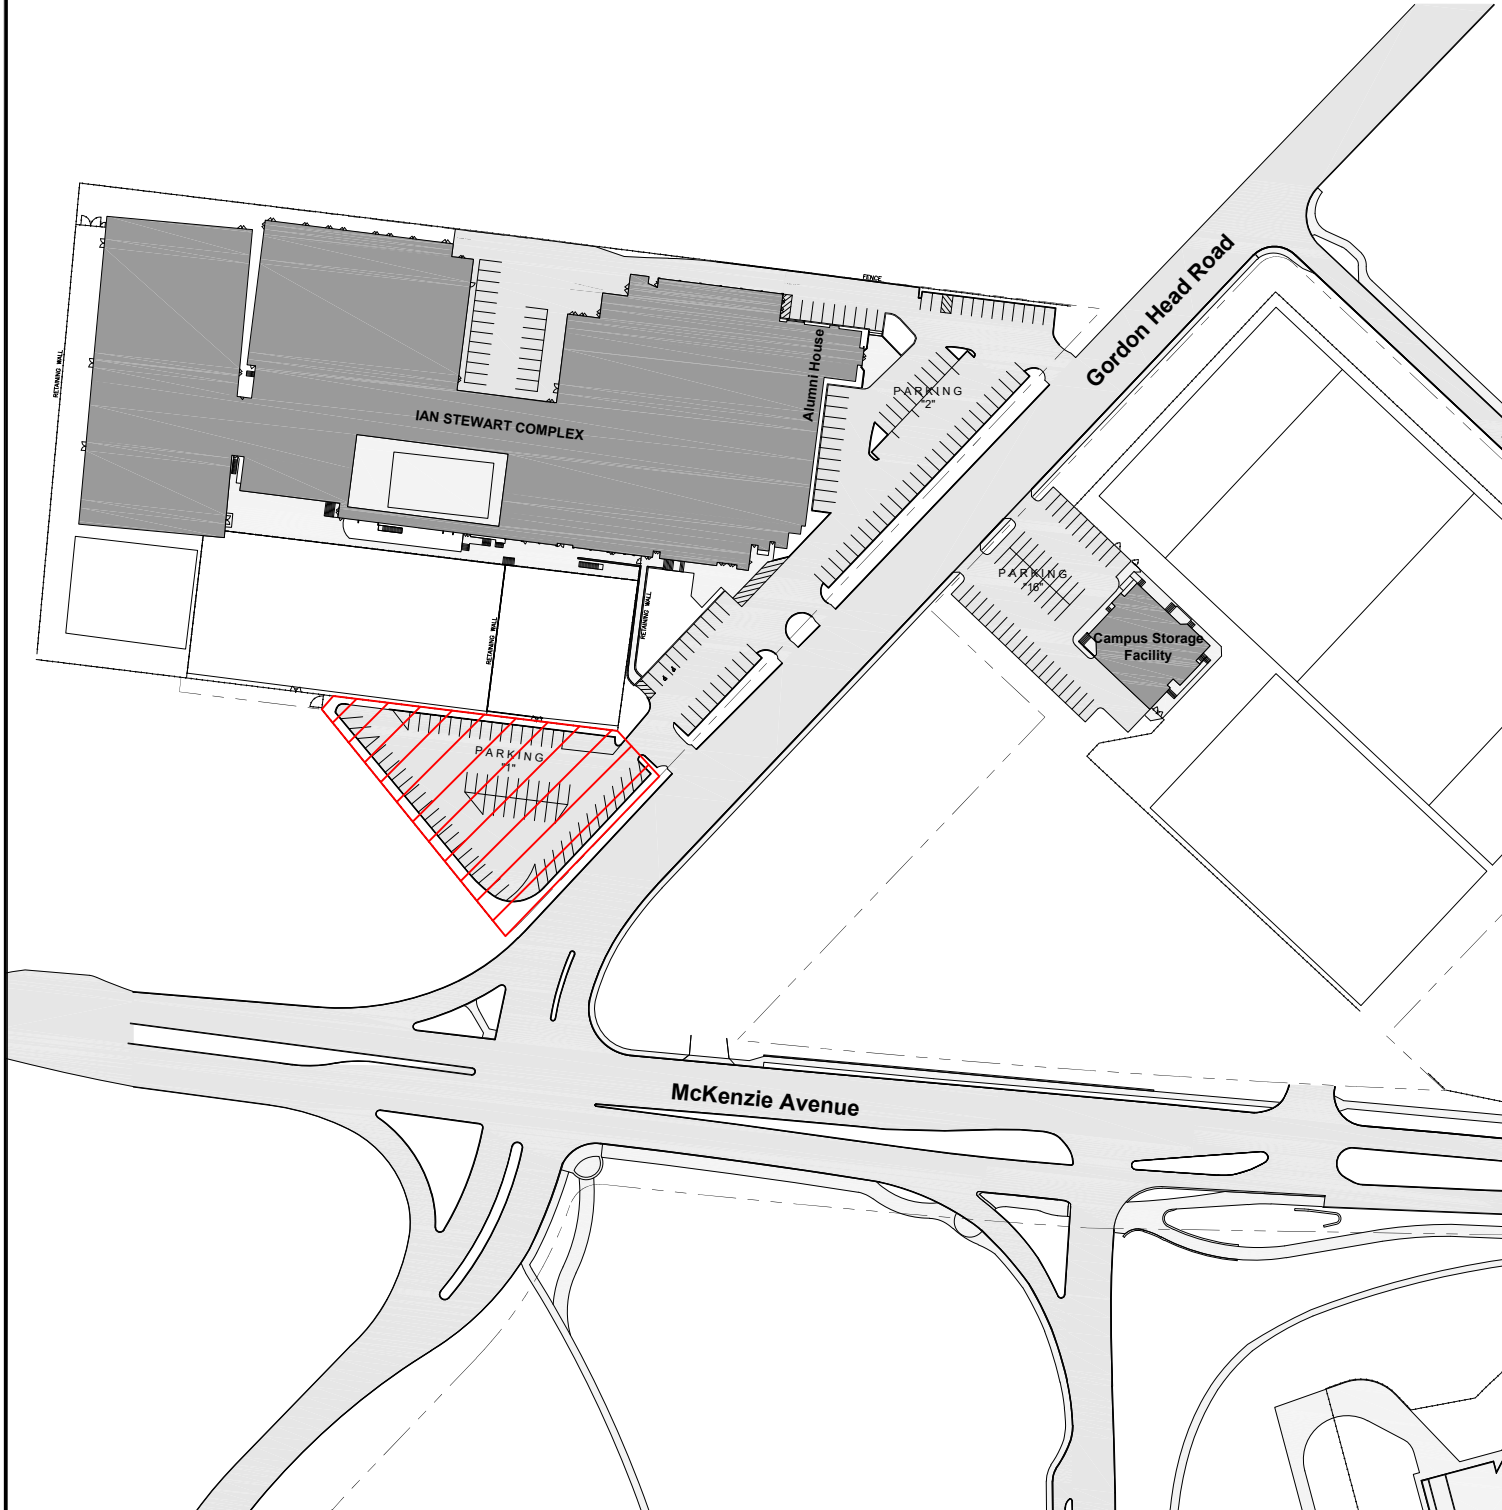 FENCE
Gordon Head Road
RETAINING WALL
Alumni House
PARKING
"2"
IAN STEWART COMPLEX
PARKING
"16"
RETAINING WALL
RETAINING WALL
Campus Storage
Facility
PARKING
"1"
McKenzie Avenue